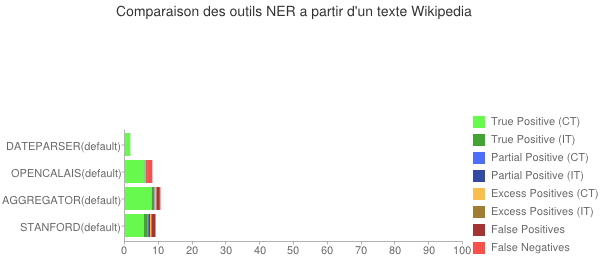 Comparaison des outils NER a partir d'un texte Wikipedia
DATEPARSER(default)
OPENCALAIS(default)
AGGREGATOR(default)
STANFORD(default)
0 10 20 30 40 50 60 70 80 90 100
True Positive (CT)
True Positive (IT)
Partial Positive (CT)
Partial Positive (IT)
Excess Positives (CT)
Excess Positives (IT)
False Positives
False Negatives